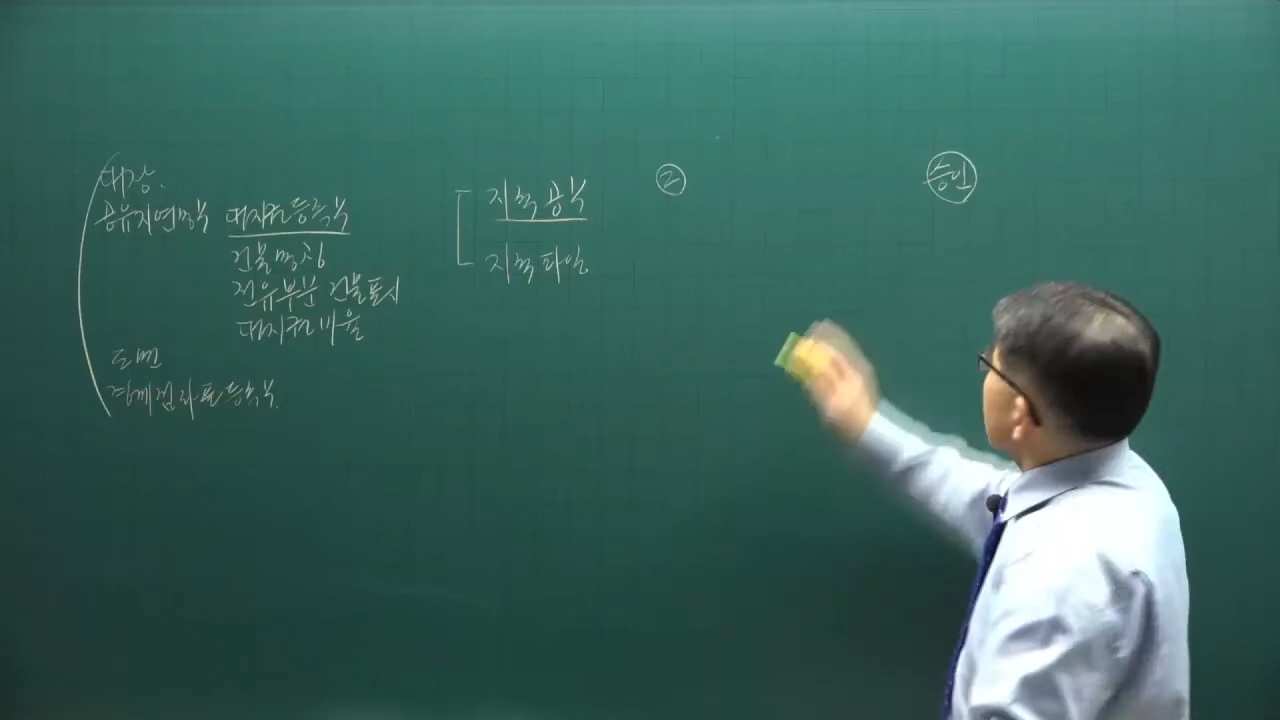 대장.
공유지연명부 대지권등록부
건물명칭
전유부분 건물표시
대지권비율
도면
경계점좌표등록부.
지적공부
지적파일
②
승인